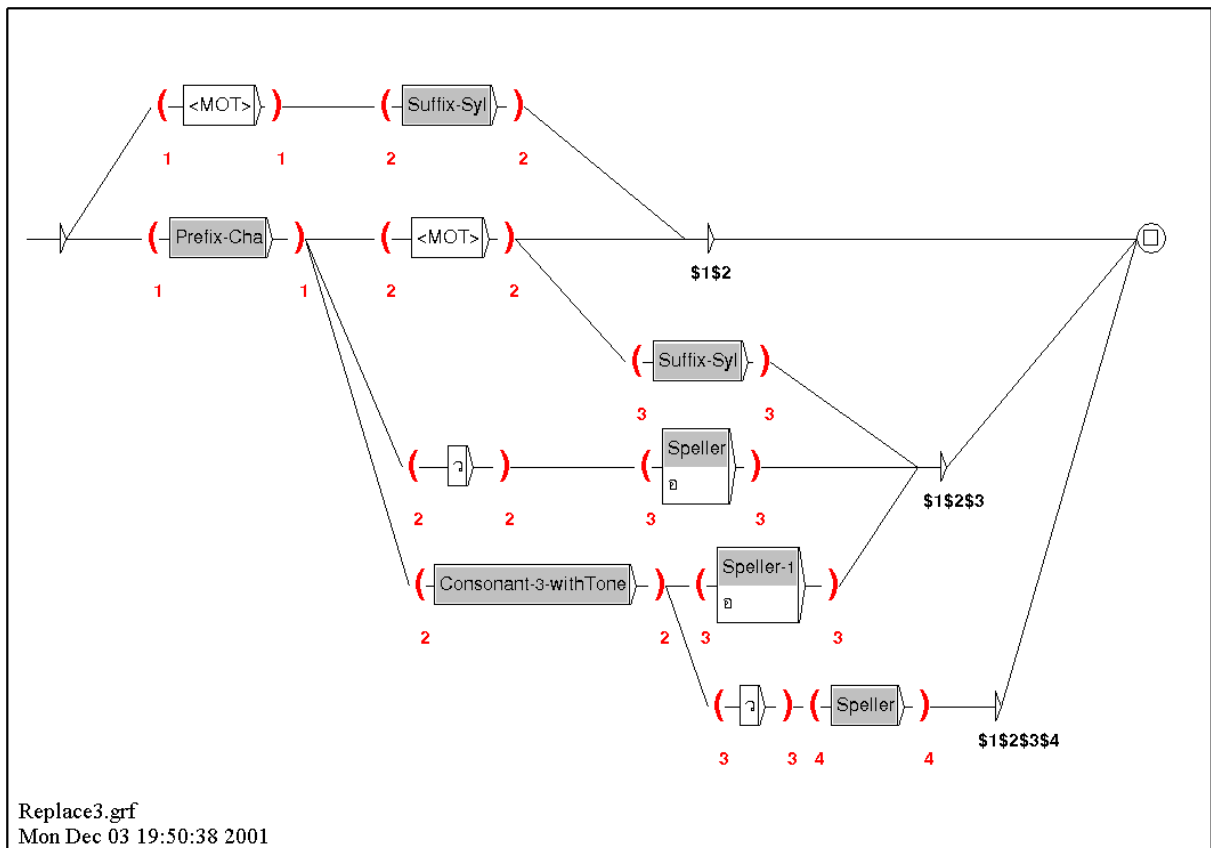 ( <MOT> ) ( Suffix-Syl )
1 1 2 2
( Prefix-Cha ) ( <MOT> )
1 1 2 2 $1$2
( Suffix-Syl )
3 3
( ว ) ( Speller
อ )
2 2 3 3 $1$2$3
( Consonant-3-withTone ) ( Speller-1
อ )
2 2 3 3
( ว ) ( Speller )
3 3 4 4 $1$2$3$4
Replace3.grf
Mon Dec 03 19:50:38 2001